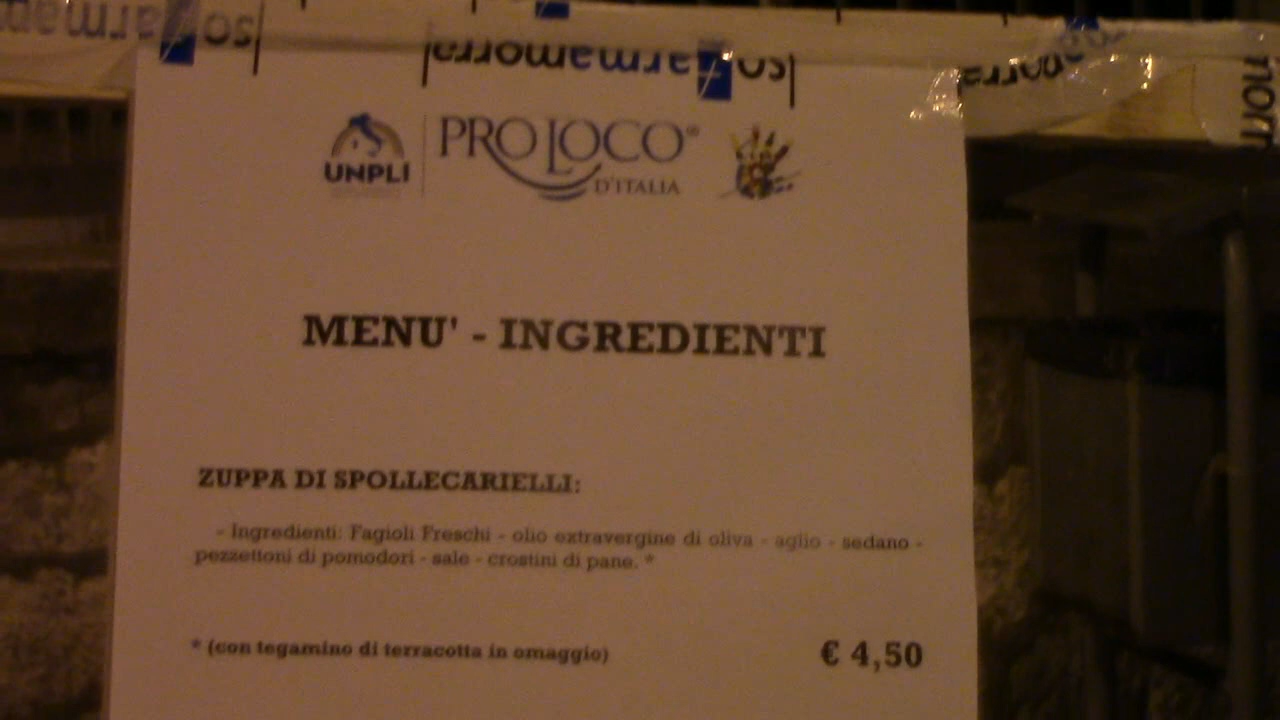 UNPLI
PRO LOCO®
D'ITALIA
MENU' - INGREDIENTI
ZUPPA DI SPOLLECARIELLI:
- Ingredienti: Fagioli Freschi - olio extravergine di oliva - aglio - sedano -
pezzettoni di pomodori - sale - crostini di pane. *
* (con tegamino di terracotta in omaggio)
€ 4,50